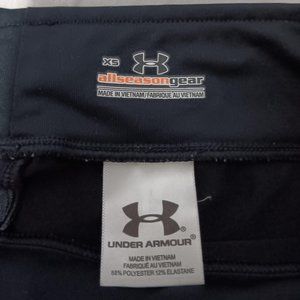 XS
allseasongear
MADE IN VIETNAM/FABRIQUE AU VIETNAM
UNDER ARMOUR®
MADE IN VIETNAM
FABRIQUÉ AU VIETNAM
88% POLYESTER 12% ELASTANE